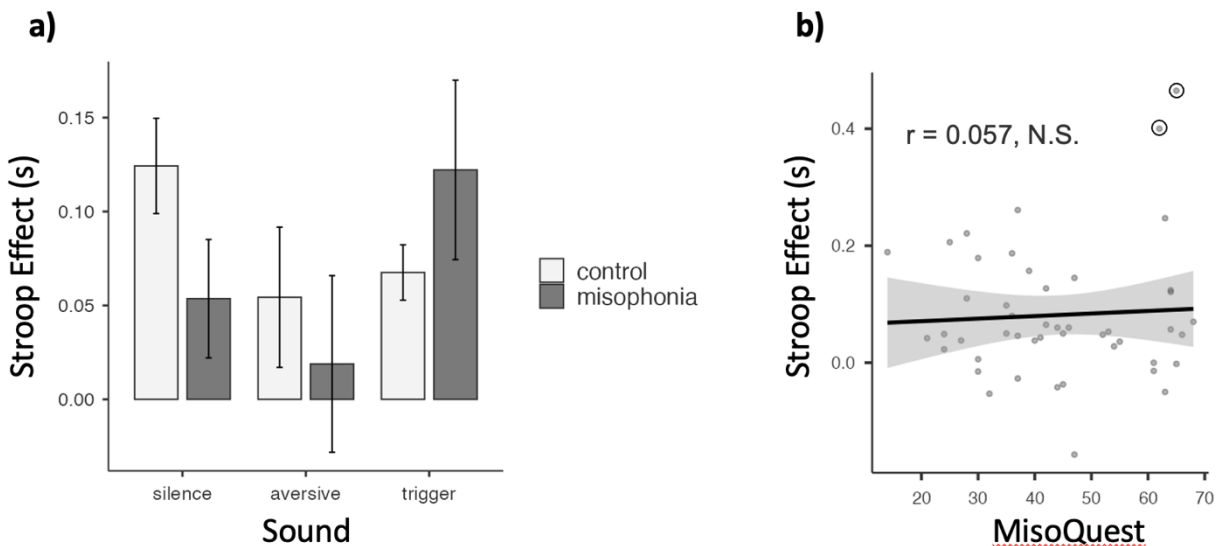 a)
Stroop Effect (s)
0.15
0.10
0.05
0.00
silence aversive trigger
Sound
control
misophonia
b)
Stroop Effect (s)
0.4
0.2
0.0
r = 0.057, N.S.
20 30 40 50 60 70
MisoQuest